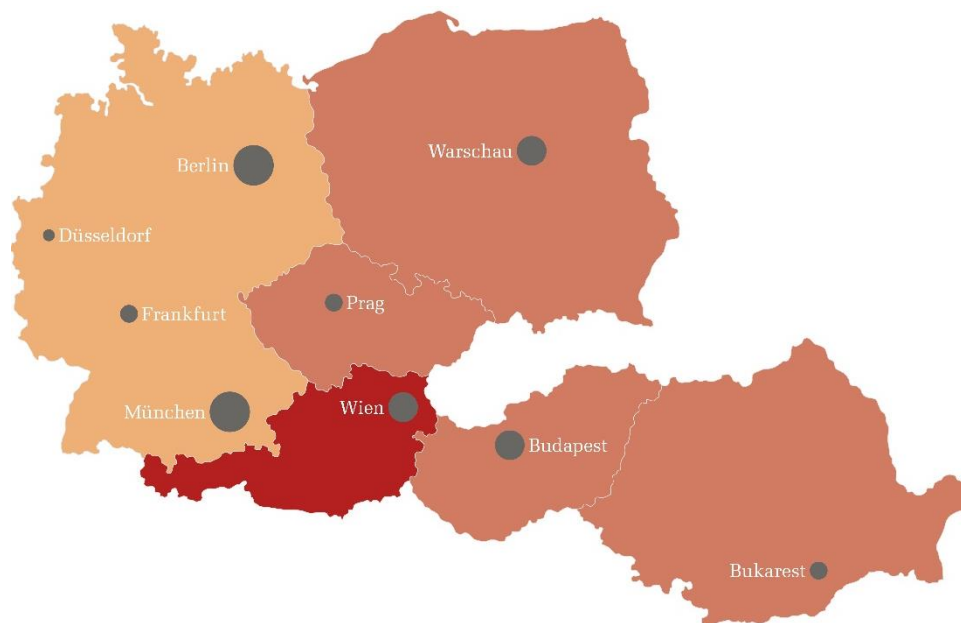 Warschau
Berlin
Düsseldorf
Prag
Frankfurt
Wien
München
Budapest
Bukarest